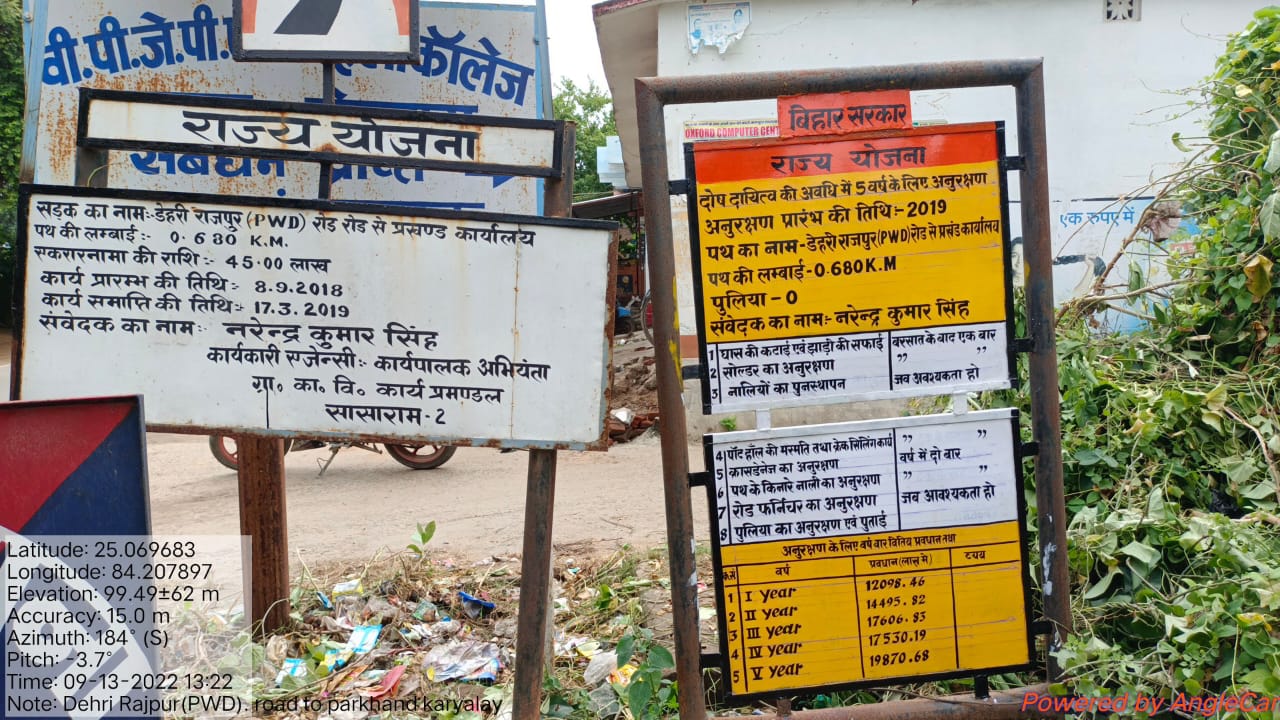 वी.पी.जे.पी.
कॉलेज
राज्य योजना
संबंधन प्राप्त
सड़क का नाम:-डेहरी राजपुर (PWD) रोड रोड से प्रखण्ड कार्यालय
पथ की लम्बाई:- 0.680 K.M.
एकरारनामा की राशि:- 45.00 लाख
कार्य प्रारम्भ की तिथि:- 8.9.2018
कार्य समाप्ति की तिथि:- 17.3.2019
संवेदक का नाम:- नरेन्द्र कुमार सिंह
कार्यकारी एजेन्सी:- कार्यपालक अभियंता
ग्रा. का. वि. कार्य प्रमण्डल
सासाराम-2
बिहार सरकार
OXFORD COMPUTER CENT
राज्य योजना
दोष दायित्व की अवधि में 5 वर्ष के लिए अनुरक्षण
अनुरक्षण प्रारंभ की तिथि:-2019
पथ का नाम-डेहरी राजपुर(PWD)रोड से प्रखंड कार्यालय
पथ की लम्बाई-0.680K.M
पुलिया-0
संवेदक का नाम:- नरेन्द्र कुमार सिंह
1 घास की कटाई एवं झाड़ी की सफाई बरसात के बाद एक बार
2 सोल्डर का अनुरक्षण ,, ,,
3 नालियों का पुनस्थापन जब अवश्यकता हो
4 पॉट हॉल की मरम्मति तथा क्रेक सिलिंग कार्य ,, ,,
5 क्रासडेनेज का अनुरक्षण वर्ष में दो बार
6 पथ के किनारे नाली का अनुरक्षण ,, ,,
7 रोड फर्निचर का अनुरक्षण जब आवश्यकता हो
8 पुलिया का अनुरक्षण एवं पुताई
अनुरक्षण के लिए वर्ष वार वित्तिय प्रवधान तथा
क्र.सं वर्ष प्रवधान (लाख में) व्यय
1 I year 12098.46
2 II year 14495.82
3 III year 17606.83
4 IV year 17530.19
5 V year 19870.68
एक रुपए में
Latitude: 25.069683
Longitude: 84.207897
Elevation: 99.49±62 m
Accuracy: 15.0 m
Azimuth: 184° (S)
Pitch: -3.7°
Time: 09-13-2022 13:22
Note: Dehri Rajpur(PWD). road to parkhand karyalay
Powered by AngleCam